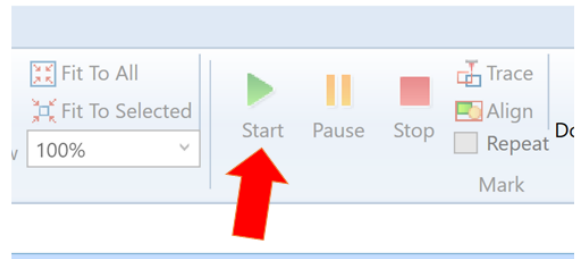 Fit To All
Fit To Selected
100%
Start
Pause
Stop
Trace
Align
Repeat
Mark